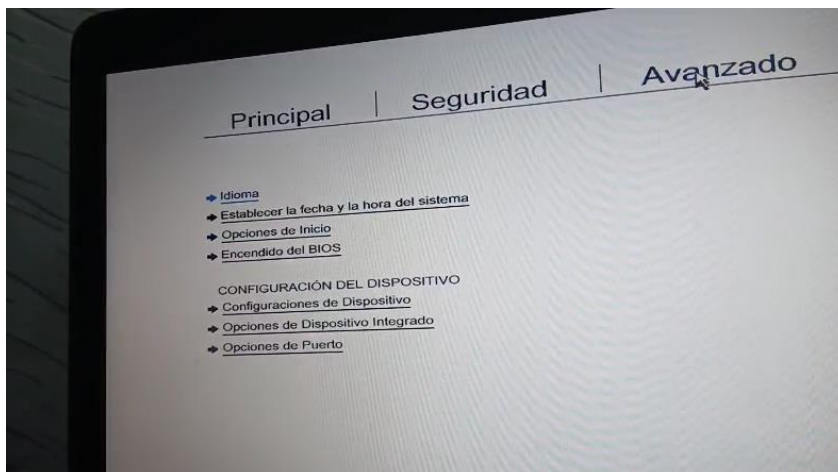 Principal | Seguridad | Avanzado
Idioma
Establecer la fecha y la hora del sistema
Opciones de Inicio
Encendido del BIOS
CONFIGURACIÓN DEL DISPOSITIVO
Configuraciones de Dispositivo
Opciones de Dispositivo Integrado
Opciones de Puerto